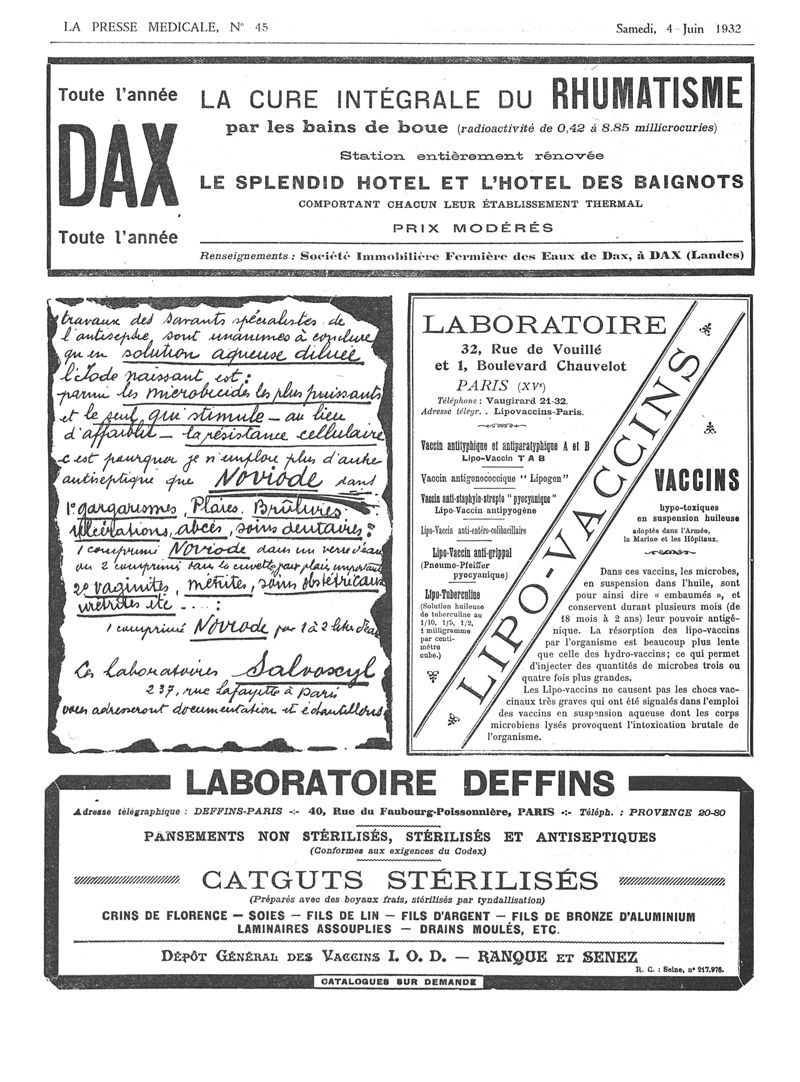 LA PRESSE MEDICALE, N° 45
Samedi, 4 Juin 1932
Toute l'année
DAX
Toute l'année
LA CURE INTÉGRALE DU RHUMATISME
par les bains de boue (radioactivité de 0,42 à 8.85 millicrocuries)
Station entièrement rénovée
LE SPLENDID HOTEL ET L'HOTEL DES BAIGNOTS
COMPORTANT CHACUN LEUR ÉTABLISSEMENT THERMAL
PRIX MODÉRÉS
Renseignements : Société Immobilière Fermière des Eaux de Dax, à DAX (Landes)
travaux des savants spécialistes de
l'antisepsie, sont unanimes à conclure
qu'en solution aqueuse diluée
l'Iode naissant est :
parmi les microbicides les plus puissants
et le seul qui stimule – au lieu
d'affaiblir – la résistance cellulaire
c'est pourquoi je n'emploie plus d'autre
antiseptique que Noviode dans
1° gargarismes, Plaies, Brûlures,
ulcérations, abcès, soins dentaires :
1 comprimé Noviode dans un verre d'eau
ou 2 comprimés dans la cuvette pour plaies importantes
2° vaginites, métrites, soins obstétricaux
urétrites etc .... :
1 comprimé Noviode par 1 à 2 litres d'eau
Les Laboratoires Salvoxyl
237, rue Lafayette à Paris
vous adresseront documentation et échantillons
LABORATOIRE
32, Rue de Vouillé
et 1, Boulevard Chauvelot
PARIS (XVe)
Téléphone : Vaugirard 21-32.
Adresse télégr. . Lipovaccins-Paris.
Vaccin antityphique et antiparatyphique A et B
Lipo-Vaccin T A B
Vaccin antigonococcique "Lipogon"
Vaccin anti-staphylo-strepto "pyocyanique"
Lipo-Vaccin antipyogène
Lipo-Vaccin anti-entéro-colibacillaire
Lipo-Vaccin anti-grippal
(Pneumo-Pfeiffer
pyocyanique)
Lipo-Tuberculine
(Solution huileuse
de tuberculine au
1/10, 1/5, 1/2,
1 milligramme
par centi-
mètre
cube.)
LIPO-VACCINS
VACCINS
hypo-toxiques
en suspension huileuse
adoptés dans l'Armée,
la Marine et les Hôpitaux.
Dans ces vaccins, les microbes,
en suspension dans l'huile, sont
pour ainsi dire « embaumés », et
conservent durant plusieurs mois (de
18 mois à 2 ans) leur pouvoir antigé-
nique. La résorption des lipo-vaccins
par l'organisme est beaucoup plus lente
que celle des hydro-vaccins ; ce qui permet
d'injecter des quantités de microbes trois ou
quatre fois plus grandes.
Les Lipo-vaccins ne causent pas les chocs vac-
cinaux très graves qui ont été signalés dans l'emploi
des vaccins en suspension aqueuse dont les corps
microbiens lysés provoquent l'intoxication brutale de
l'organisme.
LABORATOIRE DEFFINS
Adresse télégraphique : DEFFINS-PARIS -:- 40, Rue du Faubourg-Poissonnière, PARIS -:- Téléph. : PROVENCE 20-80
PANSEMENTS NON STÉRILISÉS, STÉRILISÉS ET ANTISEPTIQUES
(Conformes aux exigences du Codex)
CATGUTS STÉRILISÉS
(Préparés avec des boyaux frais, stérilisés par tyndallisation)
CRINS DE FLORENCE — SOIES — FILS DE LIN — FILS D'ARGENT — FILS DE BRONZE D'ALUMINIUM
LAMINAIRES ASSOUPLIES — DRAINS MOULÉS, ETC.
DÉPÔT GÉNÉRAL DES VACCINS I. O. D. — RANQUE ET SENEZ
R. C. : Seine, n° 217.976.
CATALOGUES SUR DEMANDE